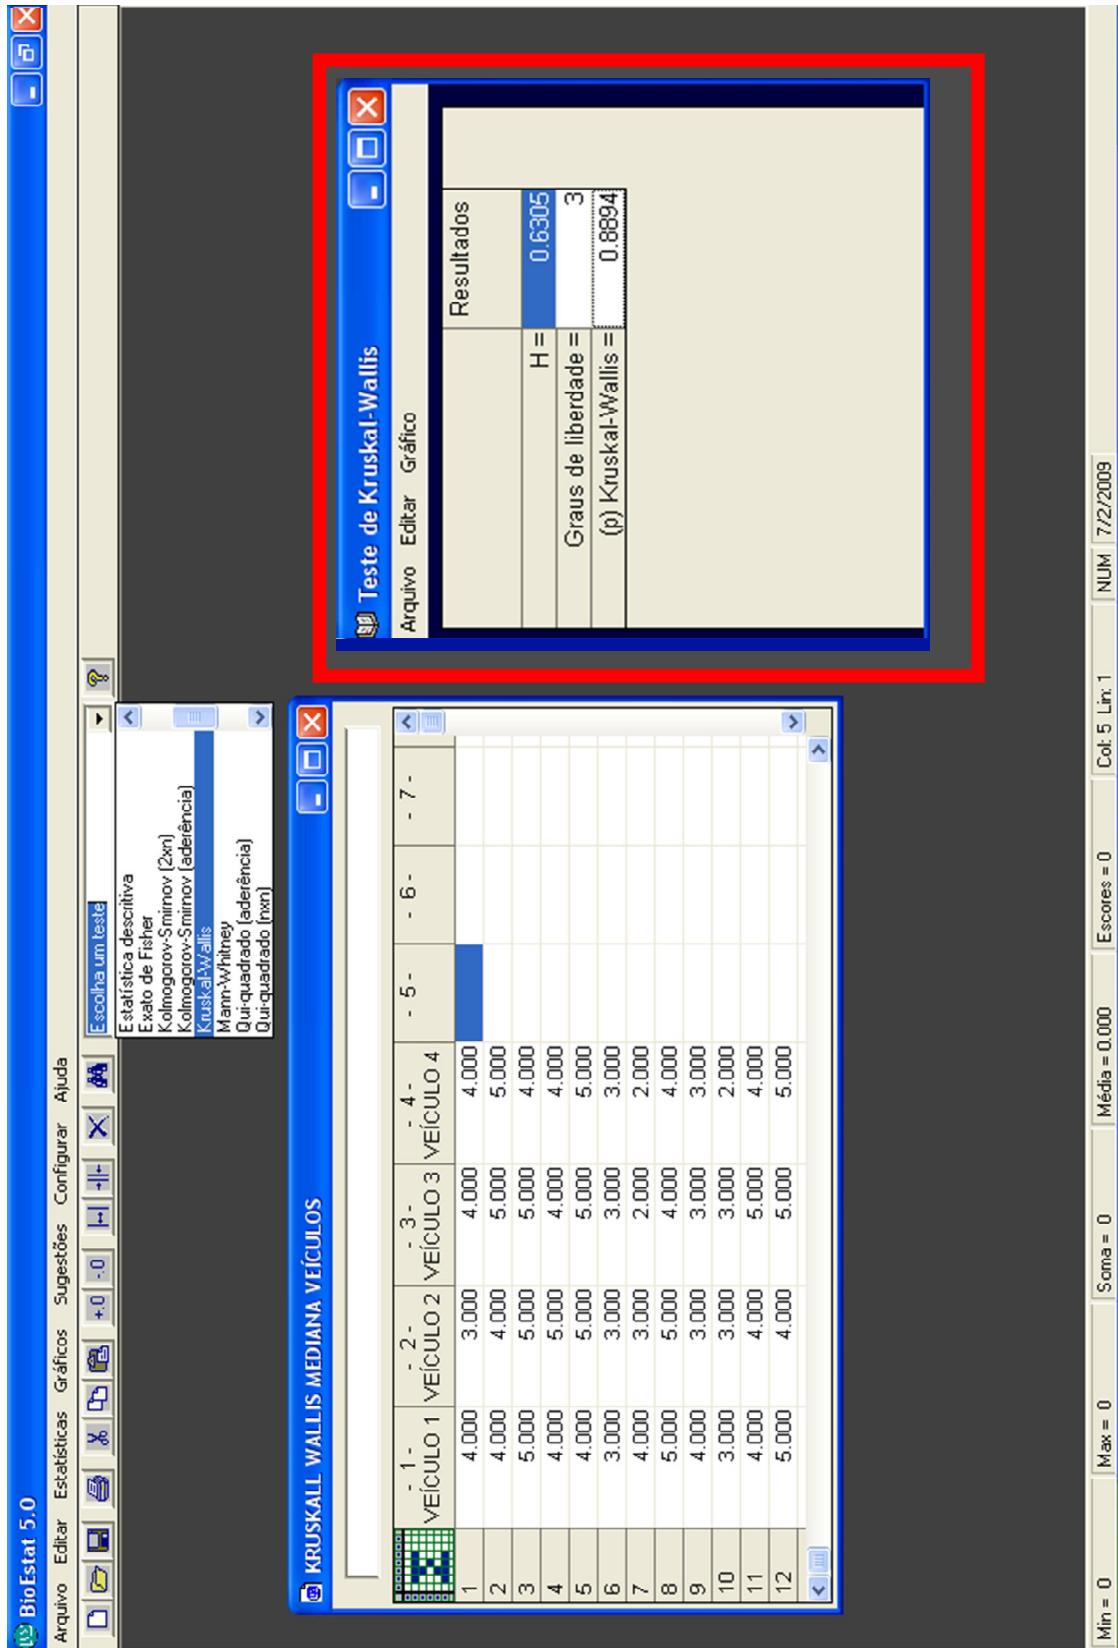 BioEstat 5.0
Arquivo Editar Estatísticas Gráficos Sugestões Configurar Ajuda
+.0 -.0
Escolha um teste
Estatística descritiva
Exato de Fisher
Kolmogorov-Smirnov (2xn)
Kolmogorov-Smirnov (aderência)
Kruskal-Wallis
Mann-Whitney
Qui-quadrado (aderência)
Qui-quadrado (nxn)
KRUSKALL WALLIS MEDIANA VEÍCULOS
- 1 - - 2 - - 3 - - 4 - - 5 - - 6 - - 7 -
VEÍCULO 1 VEÍCULO 2 VEÍCULO 3 VEÍCULO 4
1 4.000 3.000 4.000 4.000
2 4.000 4.000 5.000 5.000
3 5.000 5.000 5.000 4.000
4 4.000 5.000 4.000 4.000
5 4.000 5.000 5.000 5.000
6 3.000 3.000 3.000 3.000
7 4.000 3.000 2.000 2.000
8 5.000 5.000 4.000 4.000
9 4.000 3.000 3.000 3.000
10 3.000 3.000 3.000 2.000
11 4.000 4.000 5.000 4.000
12 5.000 4.000 5.000 5.000
Teste de Kruskal-Wallis
Arquivo Editar Gráfico
Resultados
H = 0.6305
Graus de liberdade = 3
(p) Kruskal-Wallis = 0.8894
Min = 0 Max = 0 Soma = 0 Média = 0.000 Escores = 0 Col: 5 Lin: 1 NUM 7/2/2009